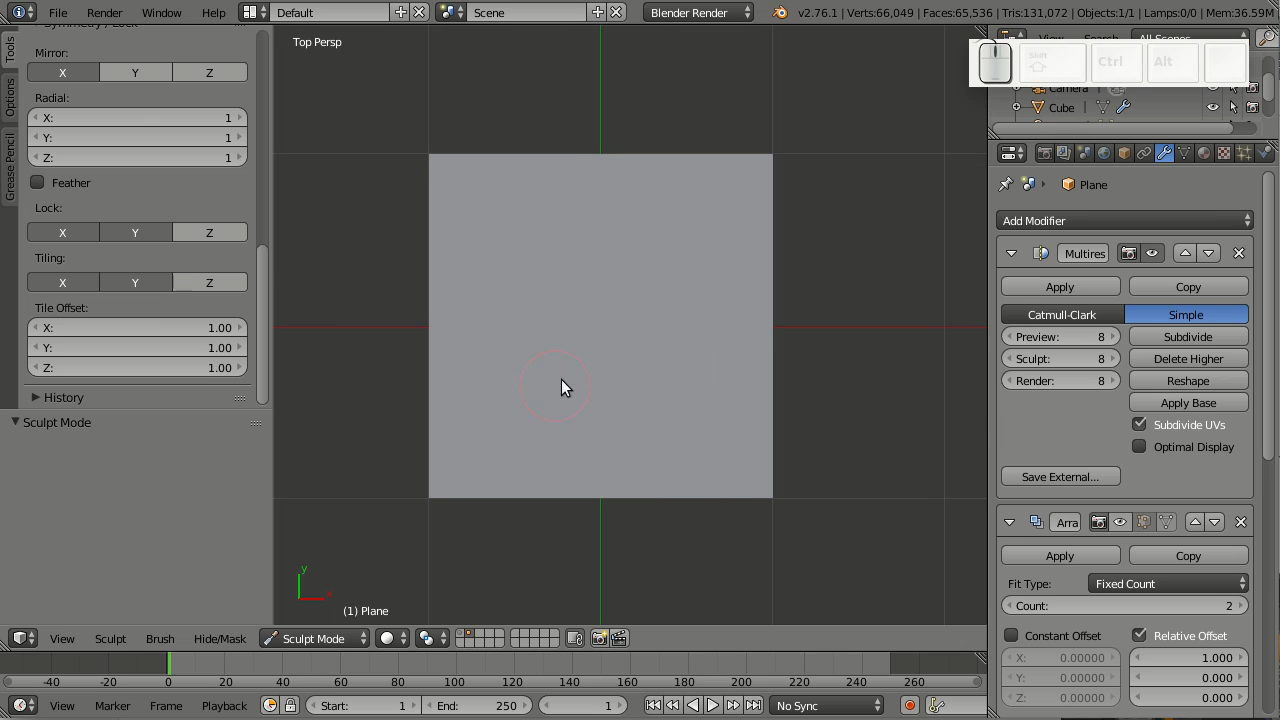 File Render Window Help Default Scene Blender Render v2.76.1 | Verts:66,049 | Faces:65,536 | Tris:131,072 | Objects:1/1 | Lamps:0/0 | Mem:36.59M
Tools
Options
Grease Pencil
Mirror:
X Y Z
Radial:
X: 1
Y: 1
Z: 1
Feather
Lock:
X Y Z
Tiling:
X Y Z
Tile Offset:
X: 1.00
Y: 1.00
Z: 1.00
History
Sculpt Mode
Top Persp
y
(1) Plane
View Sculpt Brush Hide/Mask Sculpt Mode
-40 -20 0 20 40 60 80 100 120 140 160 180 200 220 240 260
View Marker Frame Playback Start: 1 End: 250 1 No Sync
View Search All Scenes
Shift Ctrl Alt
Camera
Cube
Plane
Add Modifier
Multires
Apply Copy
Catmull-Clark Simple
Preview: 8 Subdivide
Sculpt: 8 Delete Higher
Render: 8 Reshape
Apply Base
Subdivide UVs
Optimal Display
Save External...
Arra
Apply Copy
Fit Type: Fixed Count
Count: 2
Constant Offset Relative Offset
X: 0.00000 1.000
Y: 0.00000 0.000
Z: 0.00000 0.000